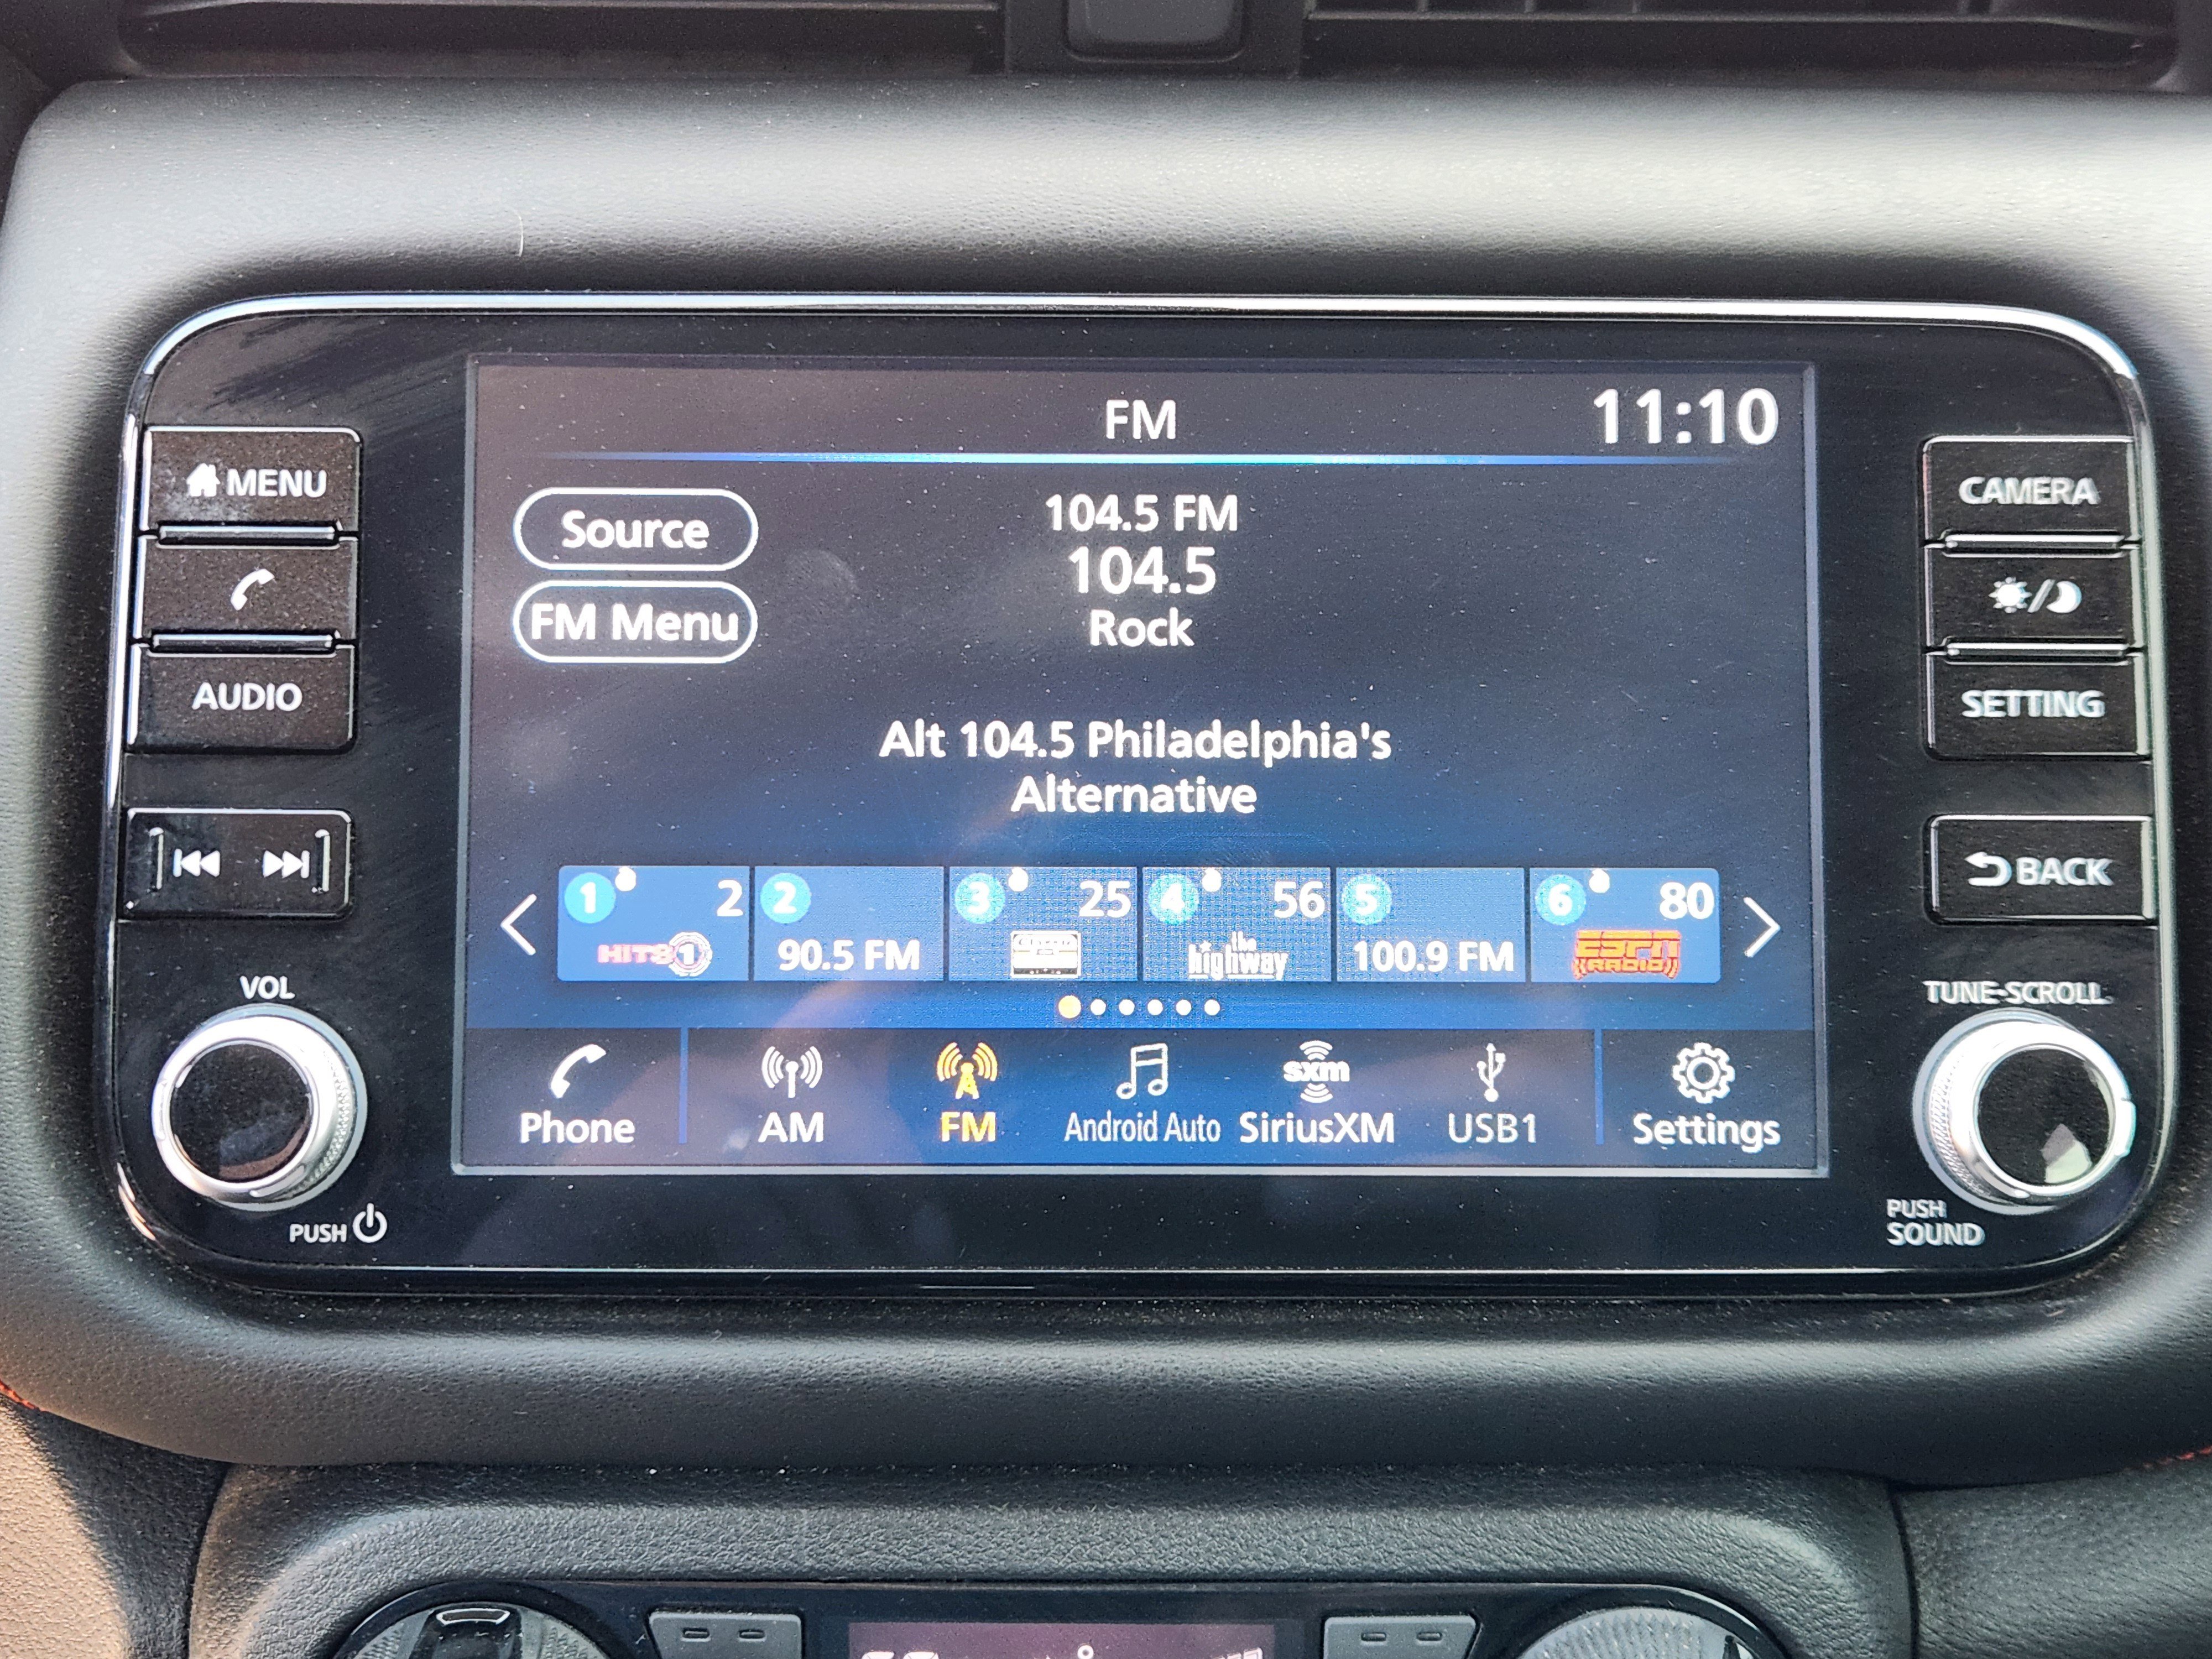 FM
11:10
MENU
Source
104.5 FM
CAMERA
104.5
FM Menu
Rock
AUDIO
SETTING
Alt 104.5 Philadelphia's
Alternative
BACK
1 2
HITS 1
2
90.5 FM
3 25
4 56
the
highway
5
100.9 FM
6 80
ESPN
RADIO
VOL
TUNE-SCROLL
Phone
AM
FM
Android Auto
sxm
SiriusXM
USB1
Settings
PUSH
PUSH
SOUND